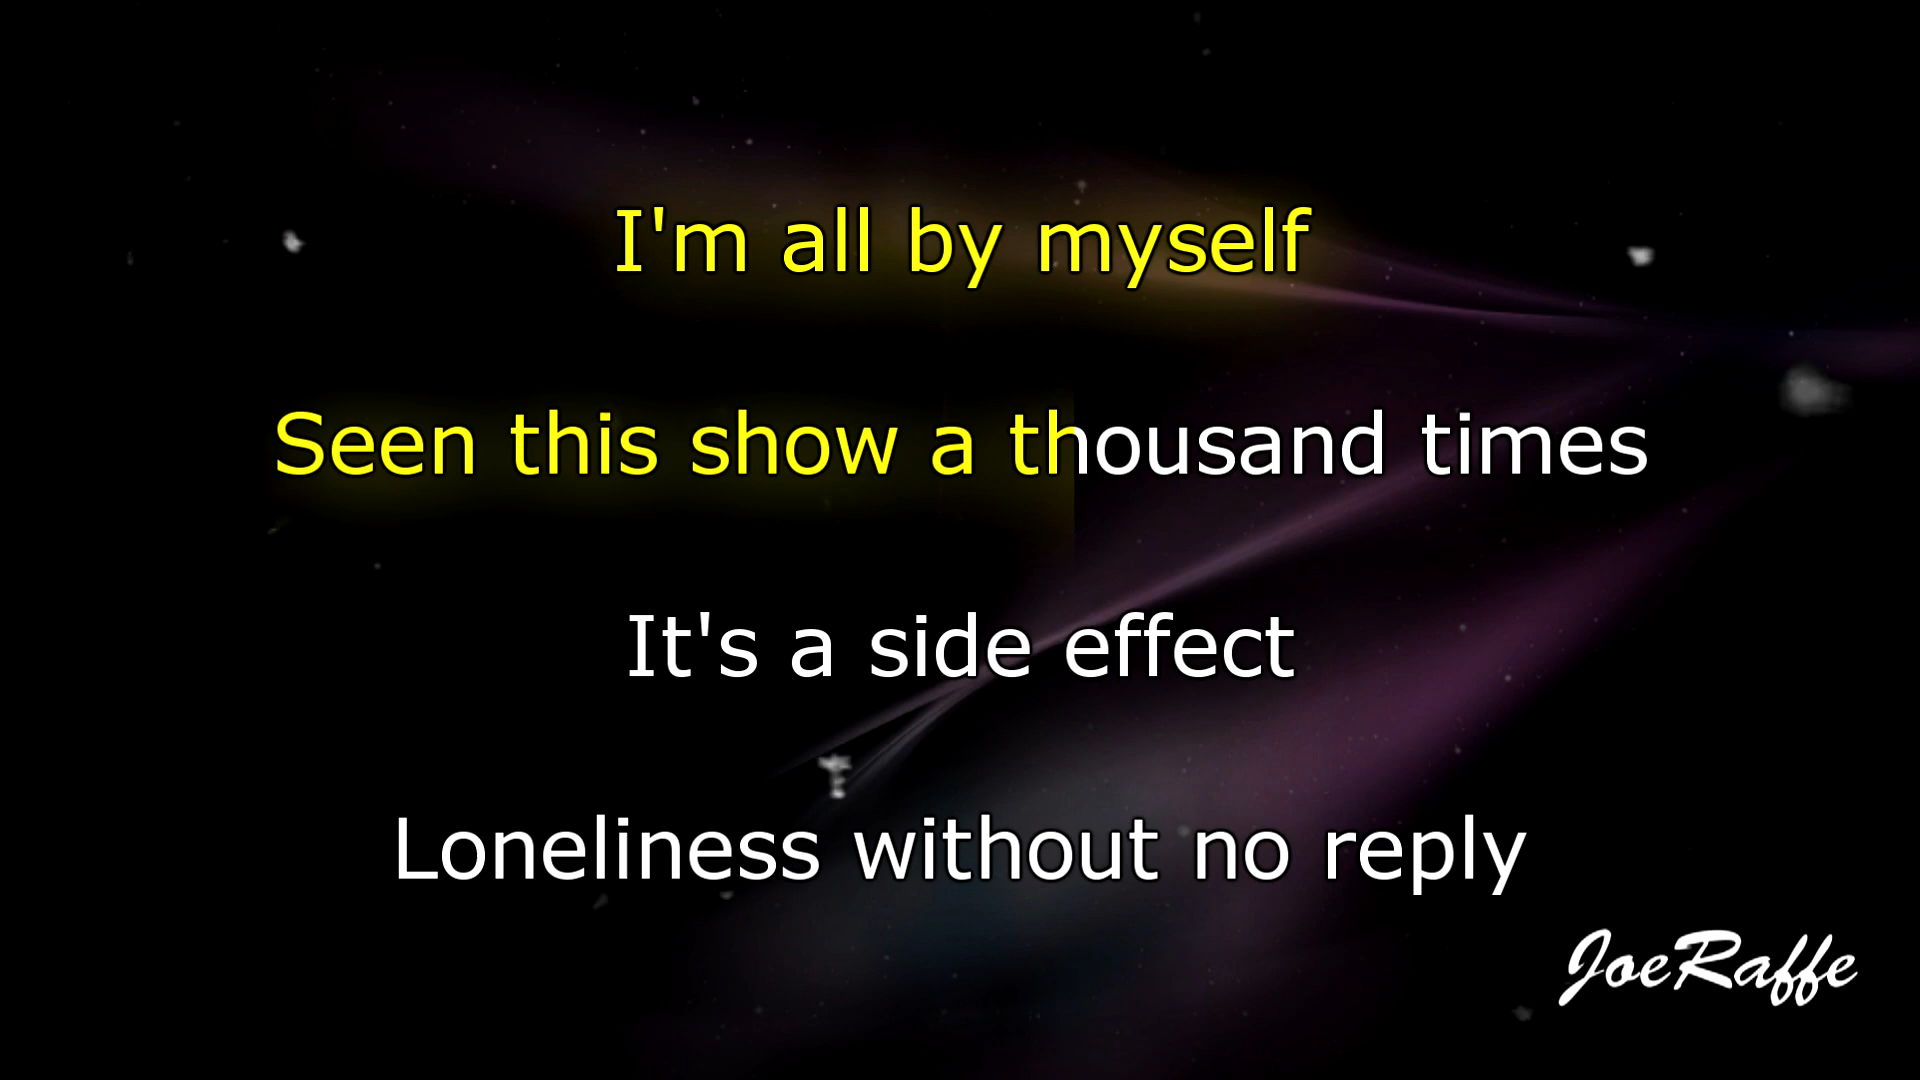 I'm all by myself
Seen this show a thousand times
It's a side effect
Loneliness without no reply
JoeRaffe